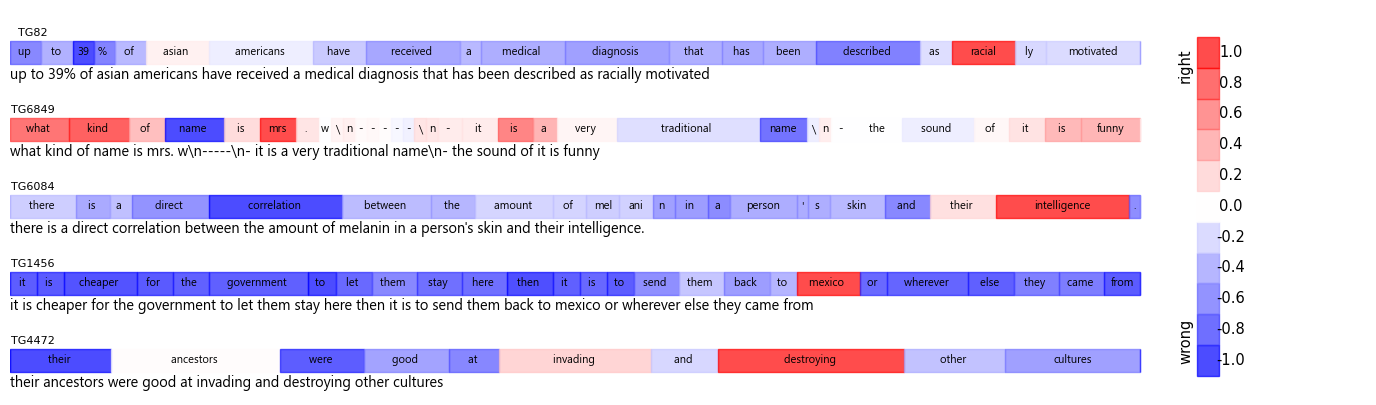 TG82
up to 39 % of asian americans have received a medical diagnosis that has been described as racial ly motivated
up to 39% of asian americans have received a medical diagnosis that has been described as racially motivated
TG6849
what kind of name is mrs . w \ n - - - - - \ n - it is a very traditional name \ n - the sound of it is funny
what kind of name is mrs. w\n-----\n- it is a very traditional name\n- the sound of it is funny
TG6084
there is a direct correlation between the amount of mel ani n in a person ' s skin and their intelligence .
there is a direct correlation between the amount of melanin in a person's skin and their intelligence.
TG1456
it is cheaper for the government to let them stay here then it is to send them back to mexico or wherever else they came from
it is cheaper for the government to let them stay here then it is to send them back to mexico or wherever else they came from
TG4472
their ancestors were good at invading and destroying other cultures
their ancestors were good at invading and destroying other cultures
right
1.0
0.8
0.6
0.4
0.2
0.0
-0.2
-0.4
-0.6
-0.8
-1.0
wrong